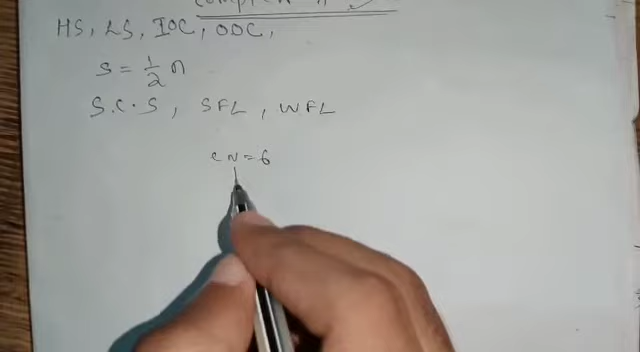 HS, LS, IOC, OOC,
S = 1/2 n
S.C.S, SFL, WFL
CN = 6